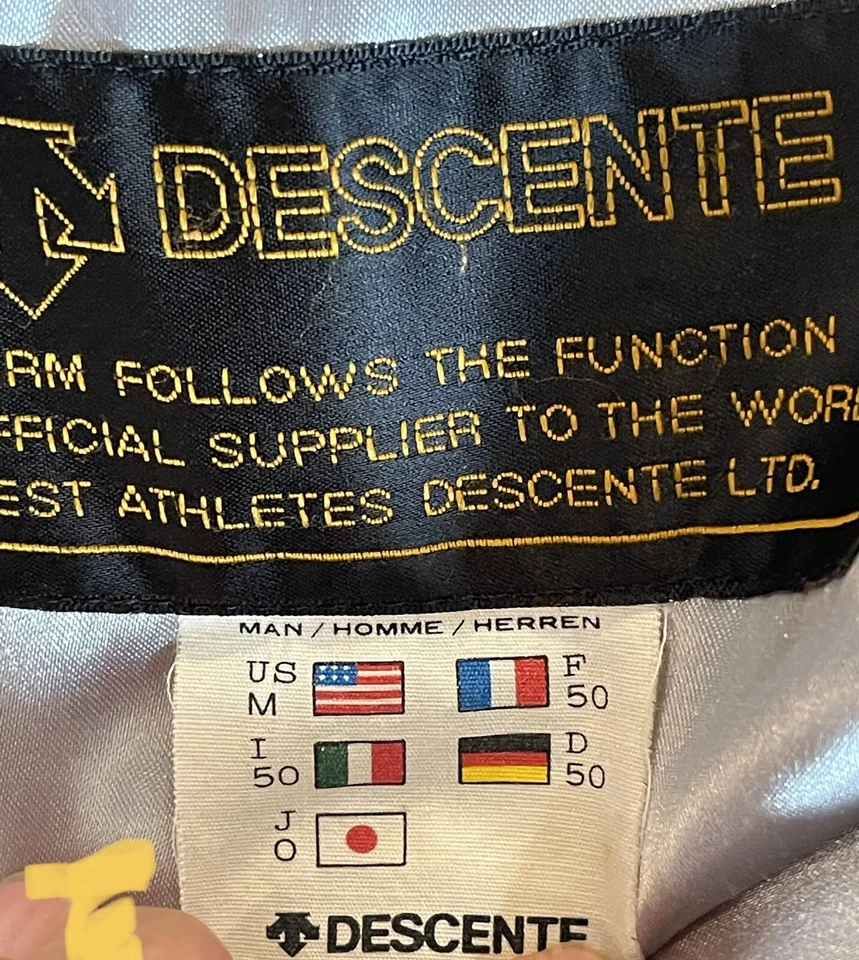 DESCENTE
RM FOLLOWS THE FUNCTION
FFICIAL SUPPLIER TO THE WORL
EST ATHLETES DESCENTE LTD.
MAN / HOMME / HERREN
US F
M 50
I D
50 50
J
O
DESCENTE